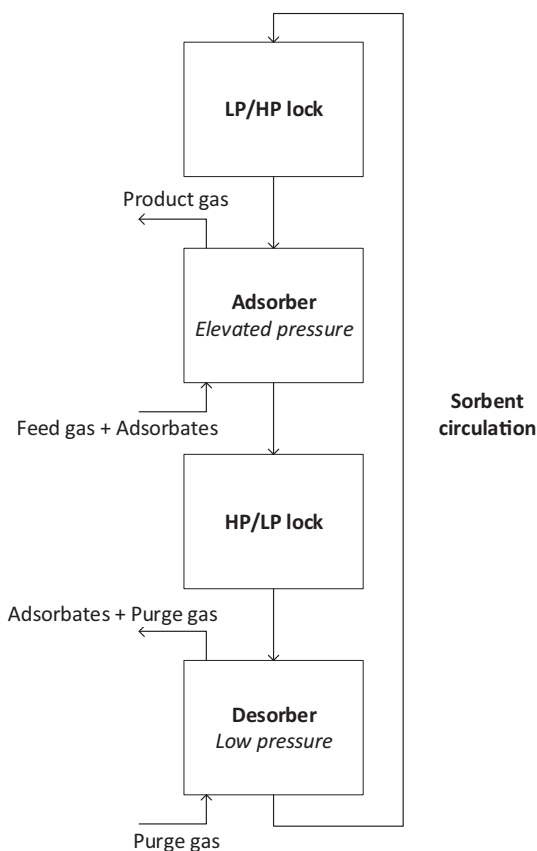 LP/HP lock
Product gas
Adsorber
Elevated pressure
Feed gas + Adsorbates
Sorbent
circulation
HP/LP lock
Adsorbates + Purge gas
Desorber
Low pressure
Purge gas